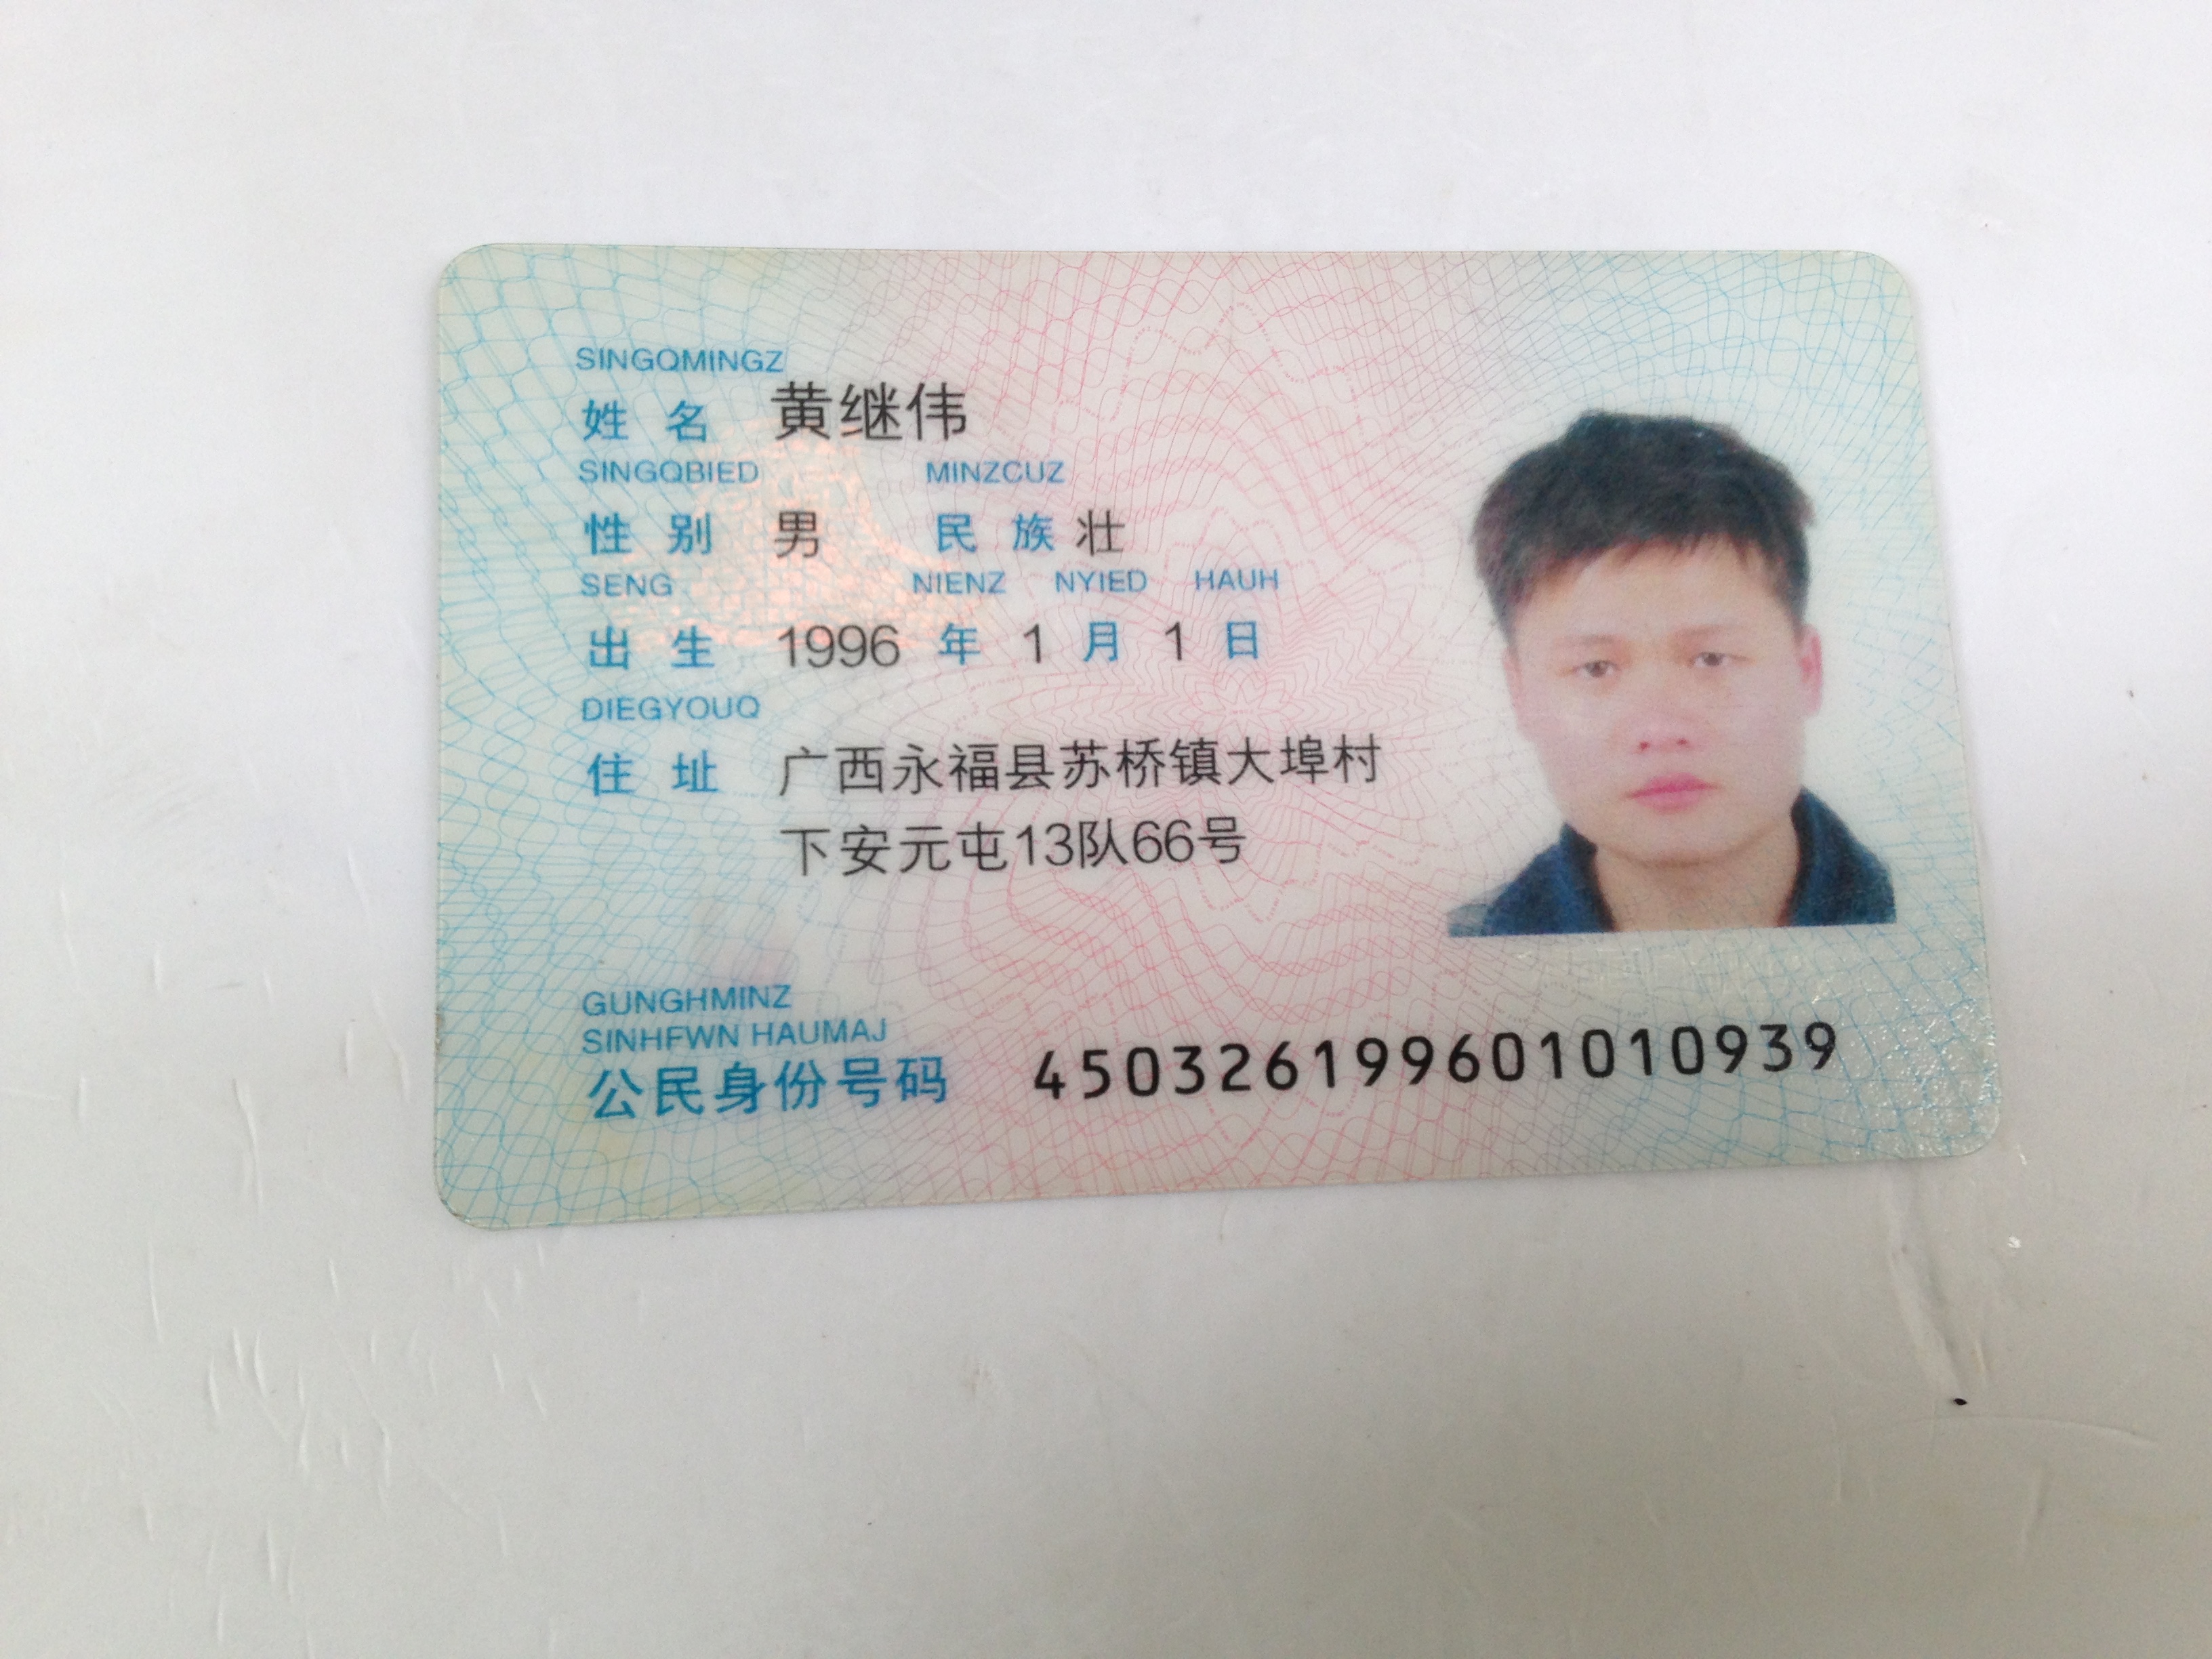 SINGQMINGZ
姓 名 黄继伟
SINGQBIED MINZCUZ
性 别 男 民 族 壮
SENG NIENZ NYIED HAUH
出 生 1996 年 1 月 1 日
DIEGYOUQ
住 址 广西永福县苏桥镇大埠村
下安元屯13队66号
GUNGHMINZ
SINHFWN HAUMAJ
公民身份号码 450326199601010939